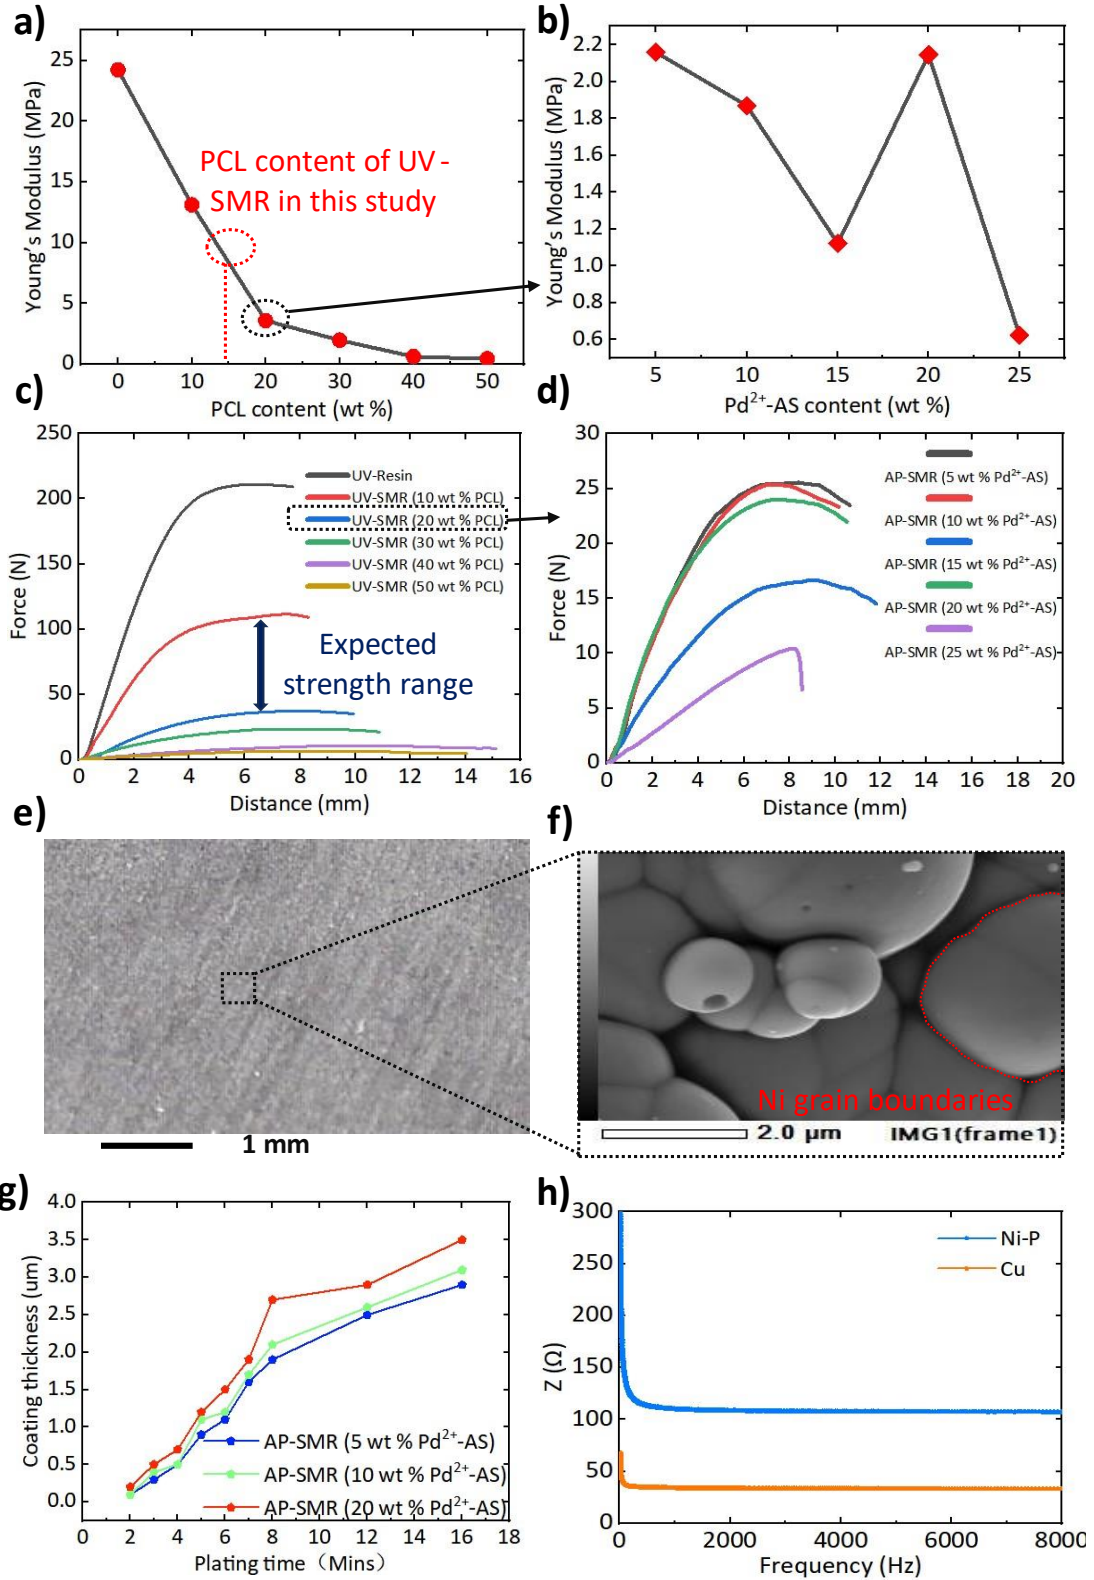 a)
Young's Modulus (MPa)
25
20
15
10
5
0
PCL content of UV-
SMR in this study
0 10 20 30 40 50
PCL content (wt %)
b)
Young's Modulus (MPa)
2.2
2.0
1.8
1.6
1.4
1.2
1.0
0.8
0.6
5 10 15 20 25
Pd²⁺-AS content (wt %)
c)
Force (N)
250
200
150
100
50
0
UV-Resin
UV-SMR (10 wt % PCL)
UV-SMR (20 wt % PCL)
UV-SMR (30 wt % PCL)
UV-SMR (40 wt % PCL)
UV-SMR (50 wt % PCL)
Expected
strength range
0 2 4 6 8 10 12 14 16
Distance (mm)
d)
Force (N)
30
25
20
15
10
5
0
AP-SMR (5 wt % Pd²⁺-AS)
AP-SMR (10 wt % Pd²⁺-AS)
AP-SMR (15 wt % Pd²⁺-AS)
AP-SMR (20 wt % Pd²⁺-AS)
AP-SMR (25 wt % Pd²⁺-AS)
0 2 4 6 8 10 12 14 16 18 20
Distance (mm)
e)
1 mm
f)
Ni grain boundaries
2.0 µm IMG1(frame1)
g)
Coating thickness (um)
4.0
3.5
3.0
2.5
2.0
1.5
1.0
0.5
0.0
AP-SMR (5 wt % Pd²⁺-AS)
AP-SMR (10 wt % Pd²⁺-AS)
AP-SMR (20 wt % Pd²⁺-AS)
0 2 4 6 8 10 12 14 16 18
Plating time（Mins）
h)
Z (Ω)
300
250
200
150
100
50
0
Ni-P
Cu
0 2000 4000 6000 8000
Frequency (Hz)